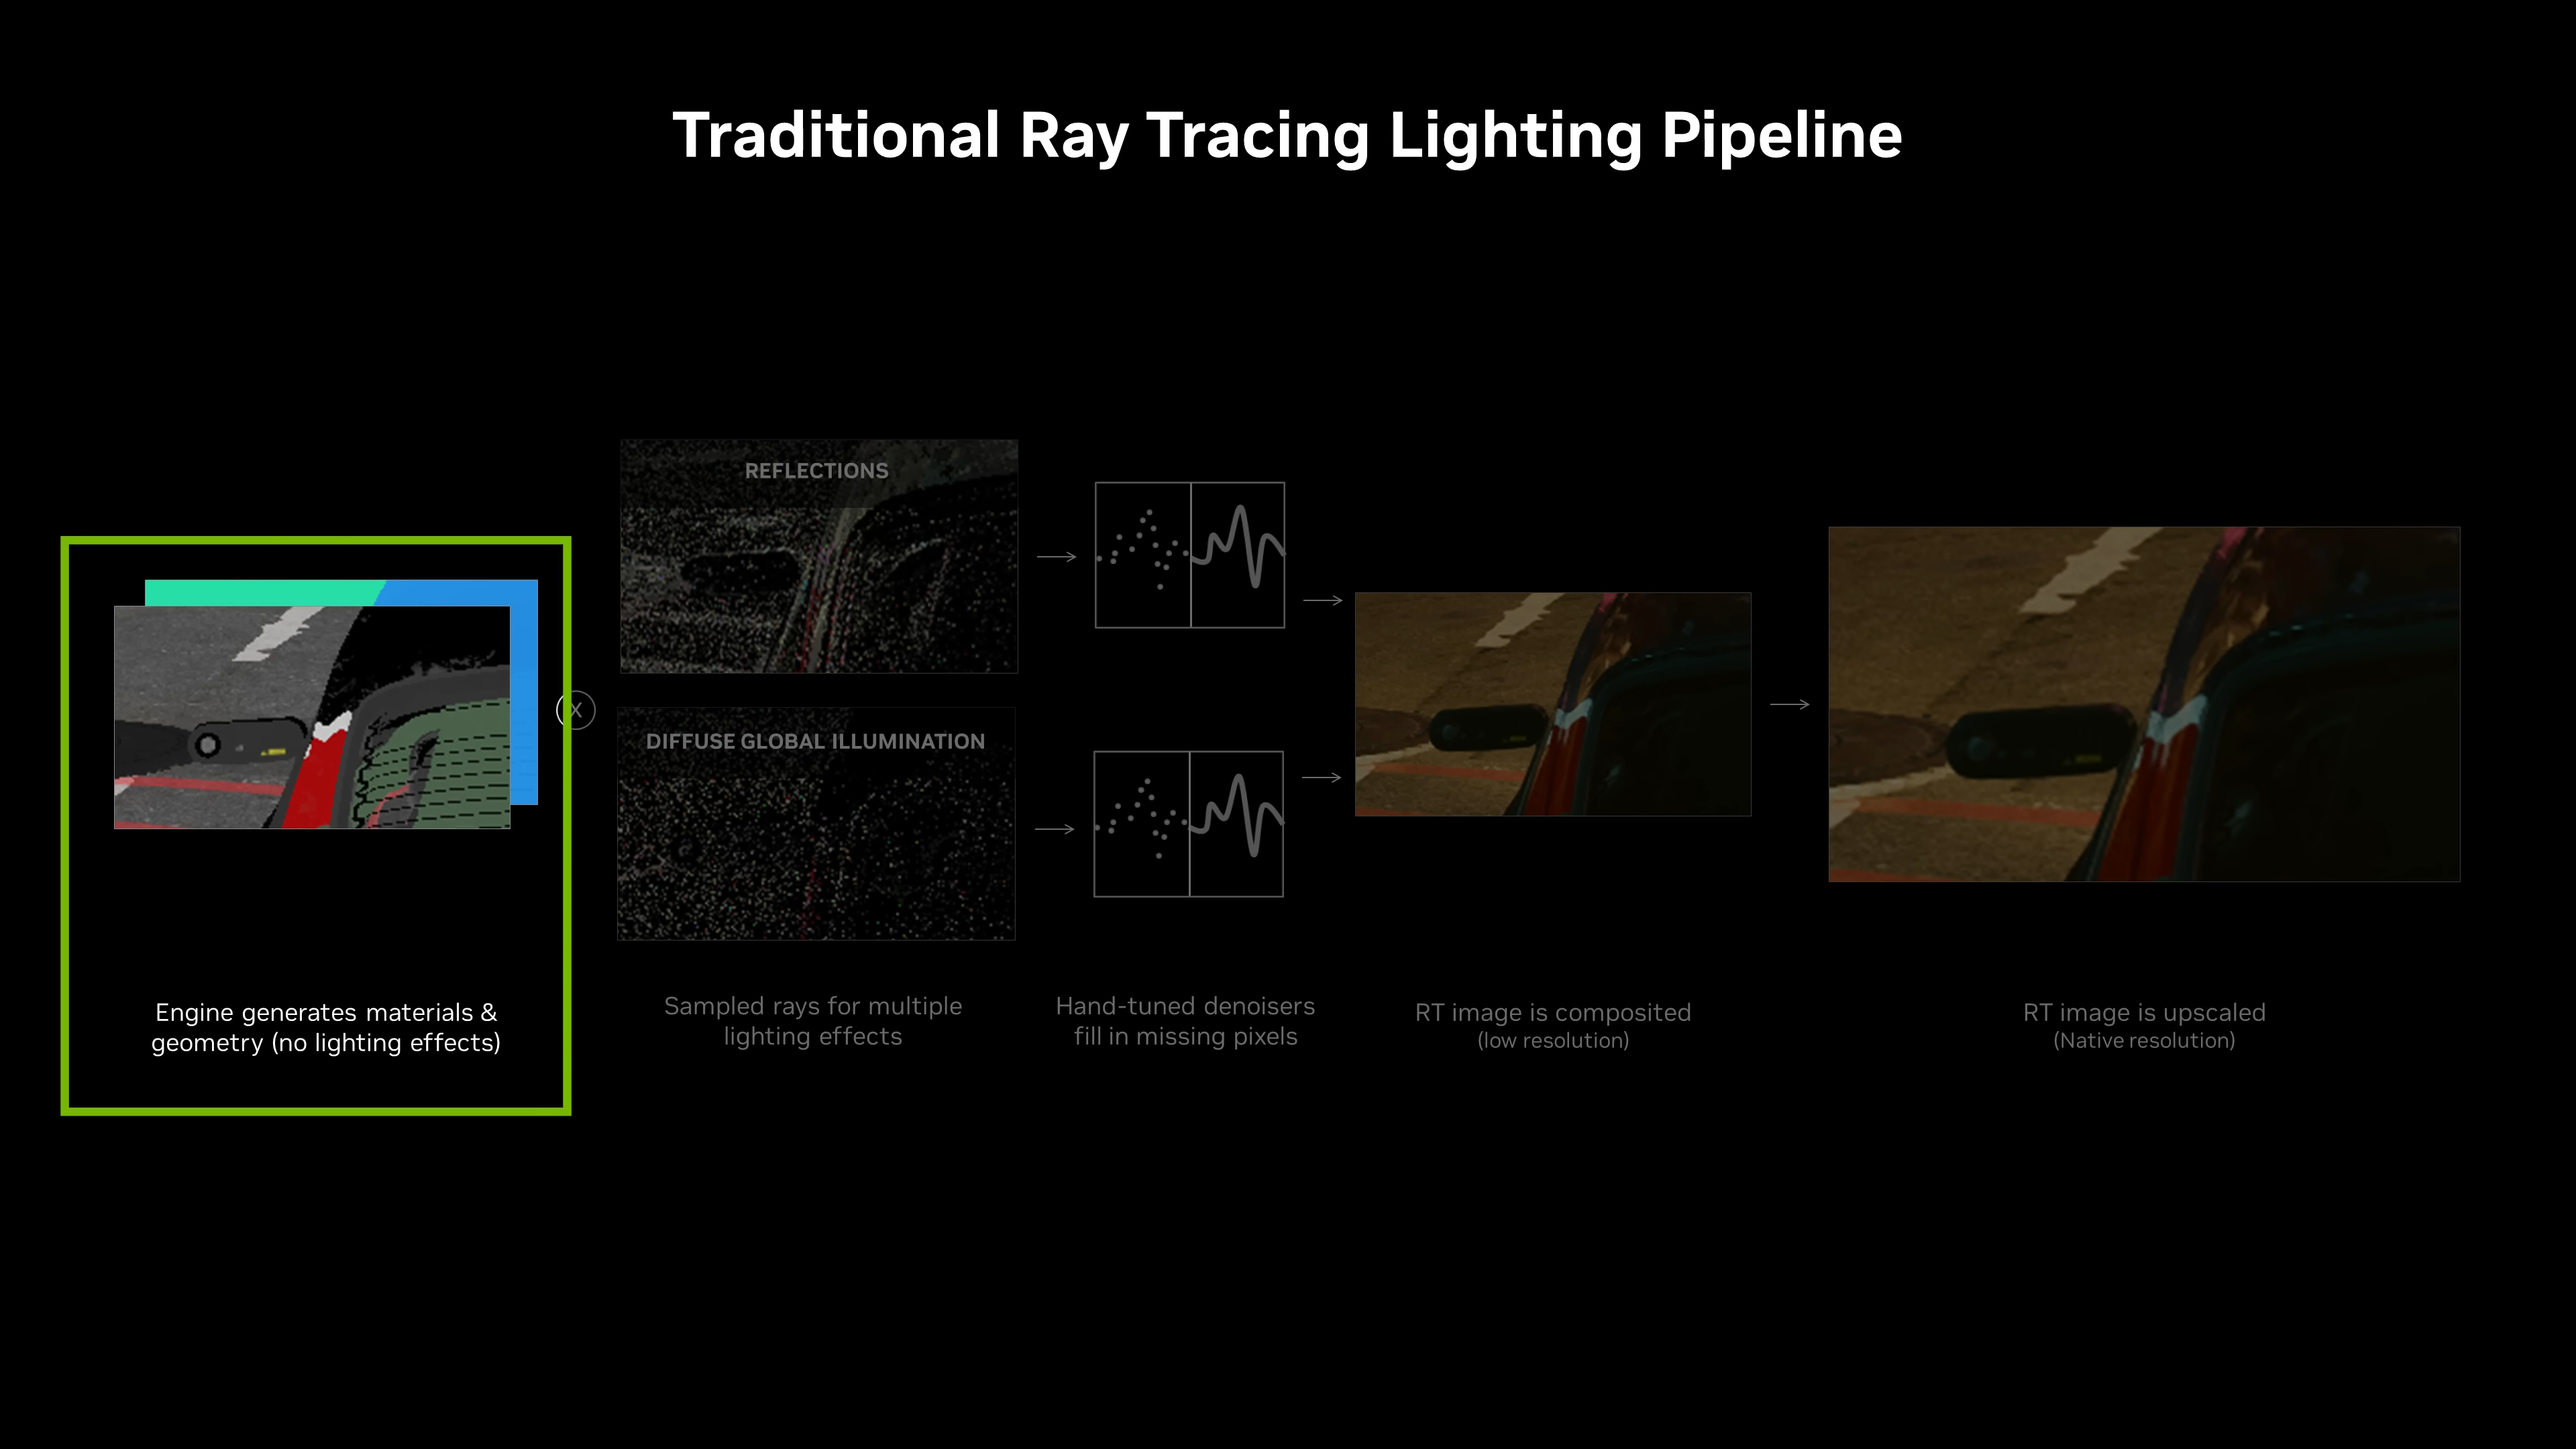 Traditional Ray Tracing Lighting Pipeline
REFLECTIONS
DIFFUSE GLOBAL ILLUMINATION
X
Engine generates materials &
geometry (no lighting effects)
Sampled rays for multiple
lighting effects
Hand-tuned denoisers
fill in missing pixels
RT image is composited
(low resolution)
RT image is upscaled
(Native resolution)